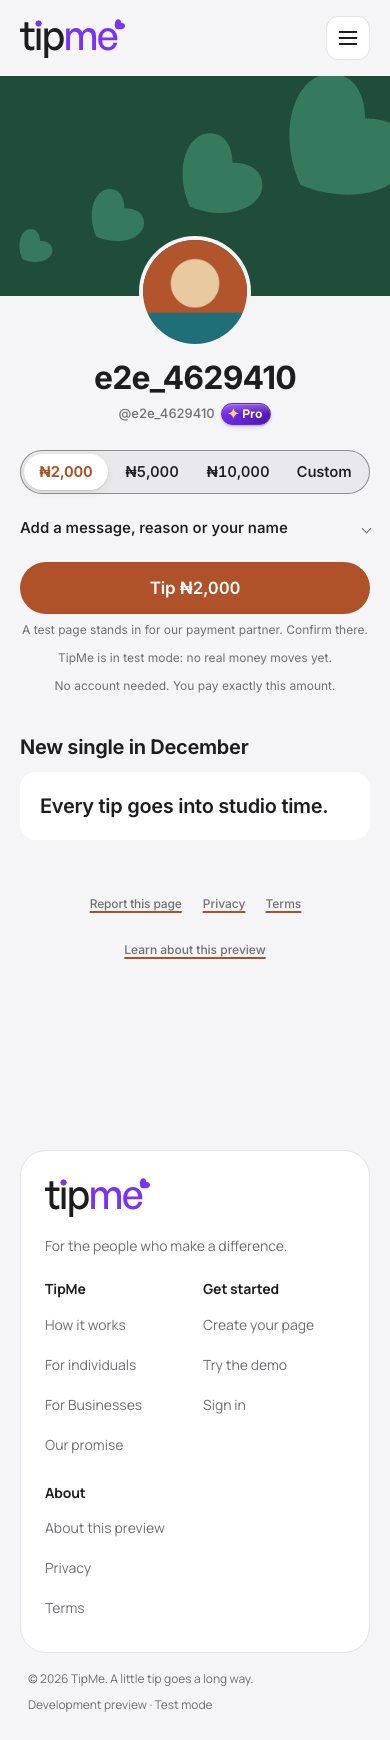 tipme
e2e_4629410
@e2e_4629410 Pro
₦2,000 ₦5,000 ₦10,000 Custom
Add a message, reason or your name
Tip ₦2,000
A test page stands in for our payment partner. Confirm there.
TipMe is in test mode: no real money moves yet.
No account needed. You pay exactly this amount.
New single in December
Every tip goes into studio time.
Report this page Privacy Terms
Learn about this preview
tipme
For the people who make a difference.
TipMe Get started
How it works Create your page
For individuals Try the demo
For Businesses Sign in
Our promise
About
About this preview
Privacy
Terms
© 2026 TipMe. A little tip goes a long way.
Development preview · Test mode